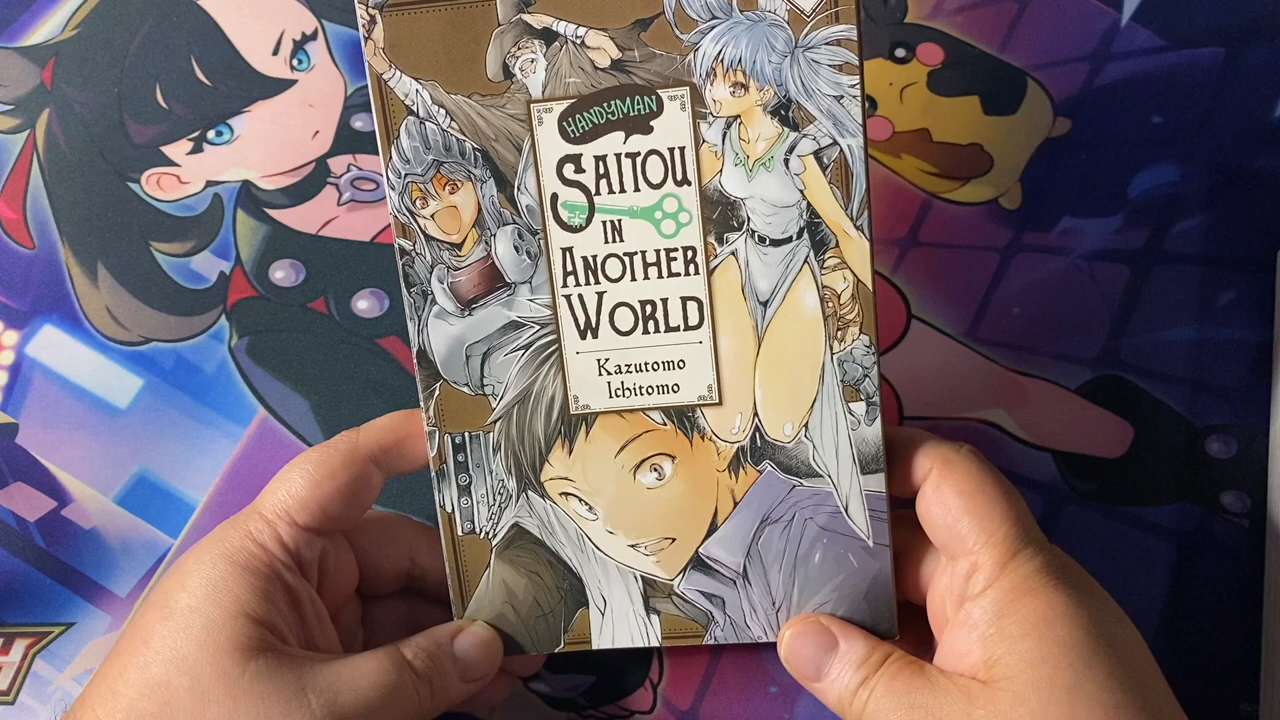 HANDYMAN
SAITOU
IN
ANOTHER
WORLD
Kazutomo
Ichitomo